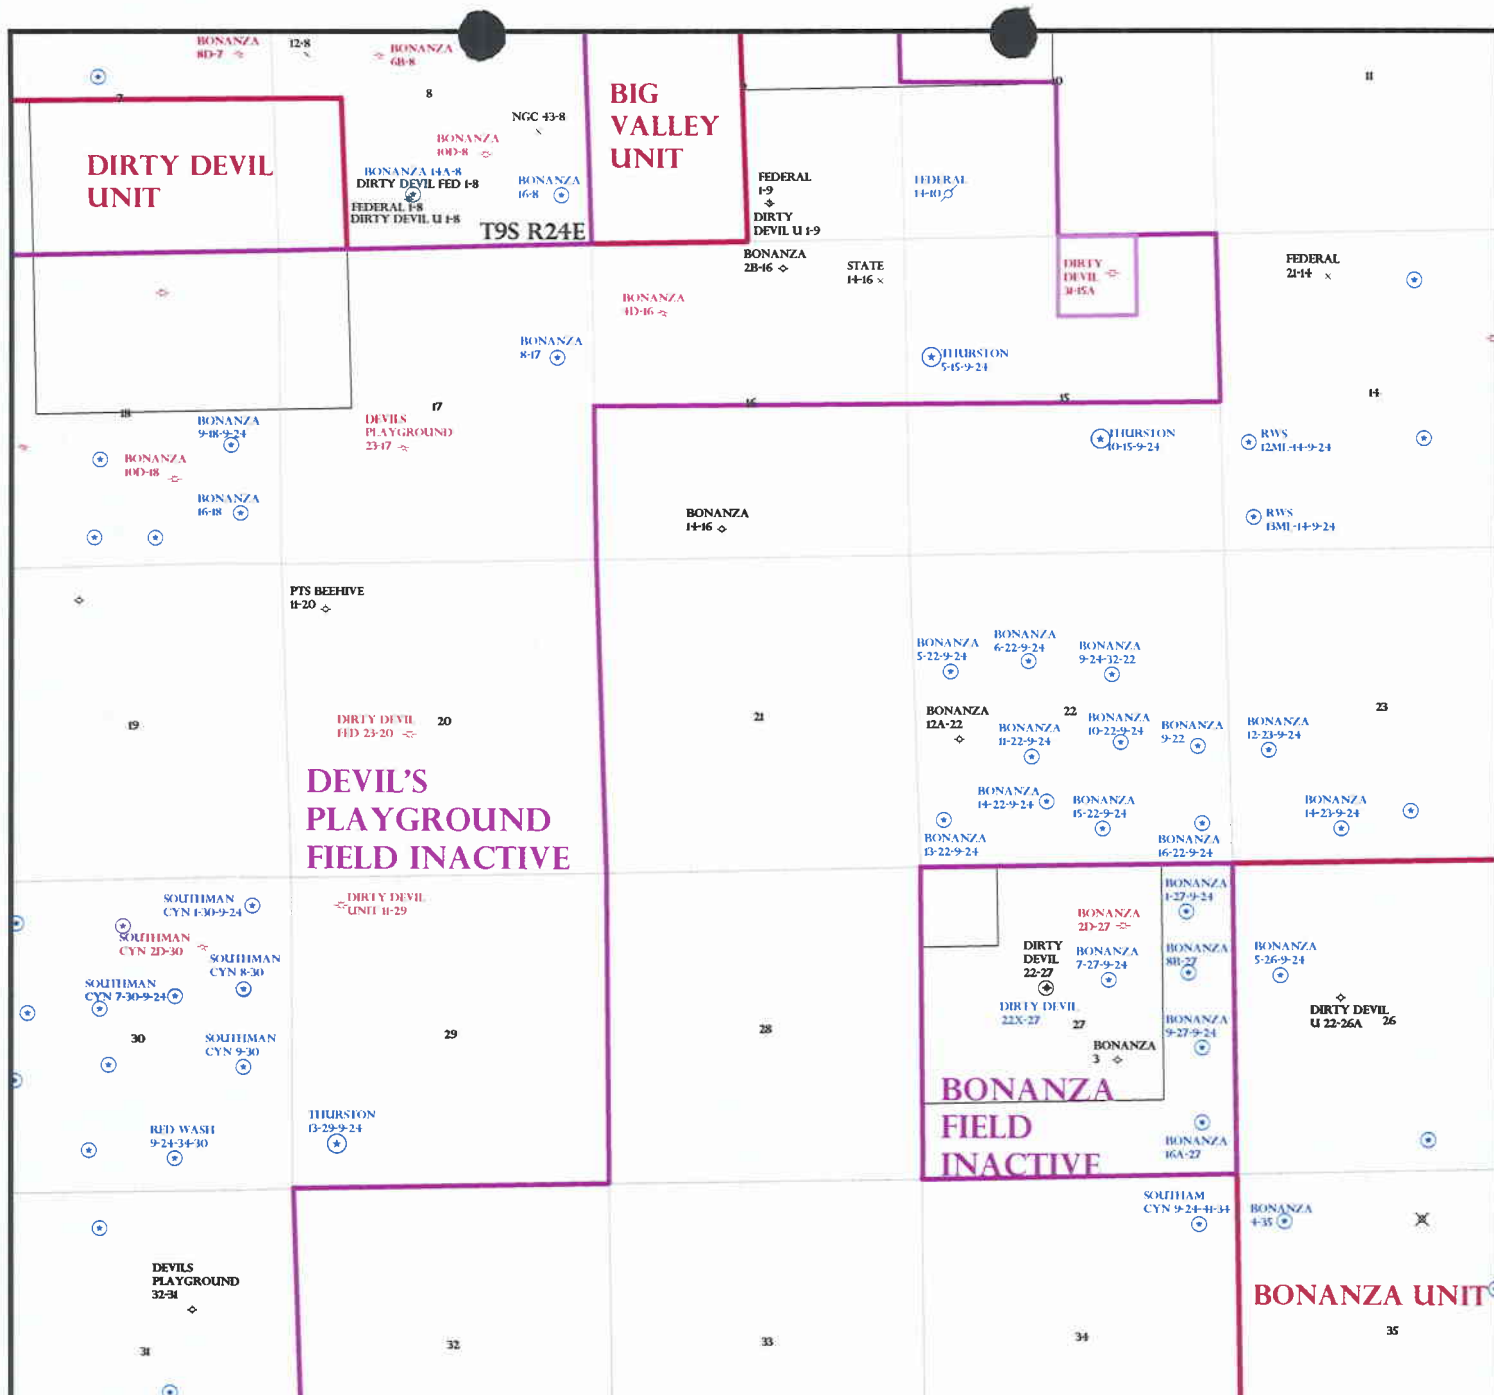 BONANZA
8D-7
12-8
BONANZA
6B-8
7
8
NGC 43-8
BONANZA
10D-8
BONANZA 14A-8
DIRTY DEVIL FED 1-8
FEDERAL 1-8
DIRTY DEVIL U 1-8
BONANZA
16-8
T9S R24E
DIRTY DEVIL
UNIT
BIG
VALLEY
UNIT
10
11
FEDERAL
1-9
DIRTY
DEVIL U 1-9
FEDERAL
14-10
BONANZA
2B-16
STATE
14-16
DIRTY
DEVIL
31-15A
FEDERAL
21-14
BONANZA
4D-16
BONANZA
8-17
THURSTON
5-15-9-24
18
17
16
15
14
BONANZA
9-18-9-24
DEVILS
PLAYGROUND
23-17
BONANZA
10D-18
BONANZA
16-18
THURSTON
10-15-9-24
RWS
12ML-14-9-24
RWS
13ML-14-9-24
BONANZA
14-16
PTS BEEHIVE
11-20
BONANZA
5-22-9-24
BONANZA
6-22-9-24
BONANZA
9-24-32-22
19
DIRTY DEVIL
FED 23-20
20
21
BONANZA
12A-22
22
BONANZA
11-22-9-24
BONANZA
10-22-9-24
BONANZA
9-22
BONANZA
12-23-9-24
23
DEVIL'S
PLAYGROUND
FIELD INACTIVE
BONANZA
14-22-9-24
BONANZA
15-22-9-24
BONANZA
13-22-9-24
BONANZA
16-22-9-24
BONANZA
14-23-9-24
SOUTHMAN
CYN 1-30-9-24
DIRTY DEVIL
UNIT 11-29
SOUTHMAN
CYN 2D-30
SOUTHMAN
CYN 8-30
SOUTHMAN
CYN 7-30-9-24
BONANZA
1-27-9-24
BONANZA
2D-27
DIRTY
DEVIL
22-27
BONANZA
7-27-9-24
BONANZA
8B-27
BONANZA
5-26-9-24
DIRTY DEVIL
22X-27
27
BONANZA
9-27-9-24
DIRTY DEVIL
U 22-26A
26
30
SOUTHMAN
CYN 9-30
29
28
BONANZA
3
BONANZA
FIELD
INACTIVE
RED WASH
9-24-34-30
THURSTON
13-29-9-24
BONANZA
16A-27
SOUTHAM
CYN 9-24-41-34
BONANZA
4-35
DEVILS
PLAYGROUND
32-31
BONANZA UNIT
31
32
33
34
35